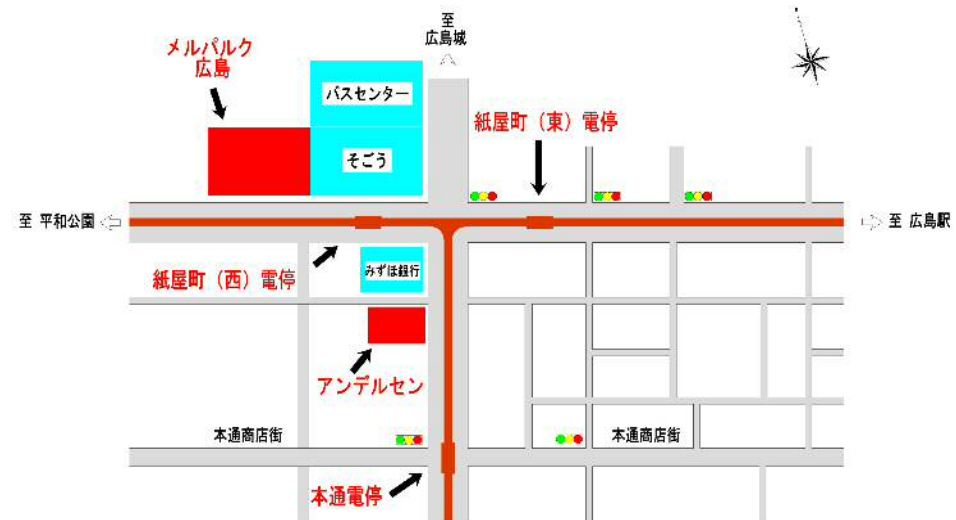 至
広島城
メルパルク
広島
バスセンター
紙屋町（東）電停
そごう
至 平和公園
至 広島駅
紙屋町（西）電停
みずほ銀行
アンデルセン
本通商店街
本通商店街
本通電停